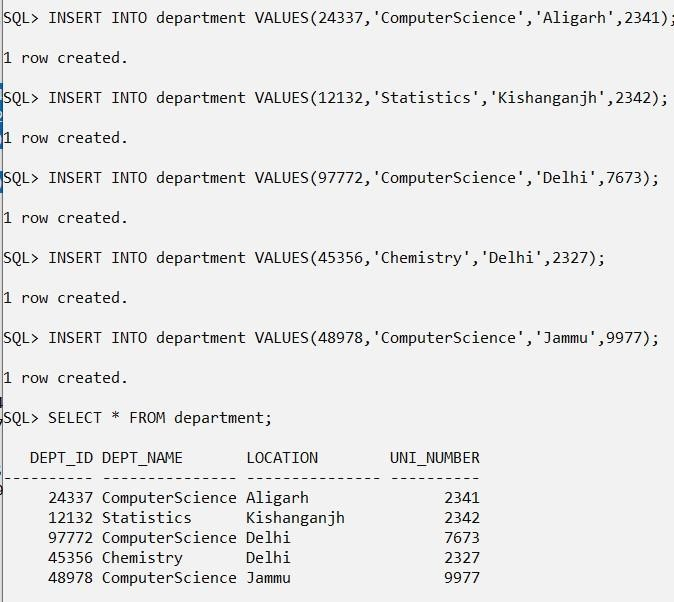 SQL> INSERT INTO department VALUES(24337,'ComputerScience','Aligarh',2341);
1 row created.
SQL> INSERT INTO department VALUES(12132,'Statistics','Kishanganjh',2342);
1 row created.
SQL> INSERT INTO department VALUES(97772,'ComputerScience','Delhi',7673);
1 row created.
SQL> INSERT INTO department VALUES(45356,'Chemistry','Delhi',2327);
1 row created.
SQL> INSERT INTO department VALUES(48978,'ComputerScience','Jammu',9977);
1 row created.
SQL> SELECT * FROM department;
DEPT_ID DEPT_NAME LOCATION UNI_NUMBER
---------- --------------- --------------- ----------
24337 ComputerScience Aligarh 2341
12132 Statistics Kishanganjh 2342
97772 ComputerScience Delhi 7673
45356 Chemistry Delhi 2327
48978 ComputerScience Jammu 9977